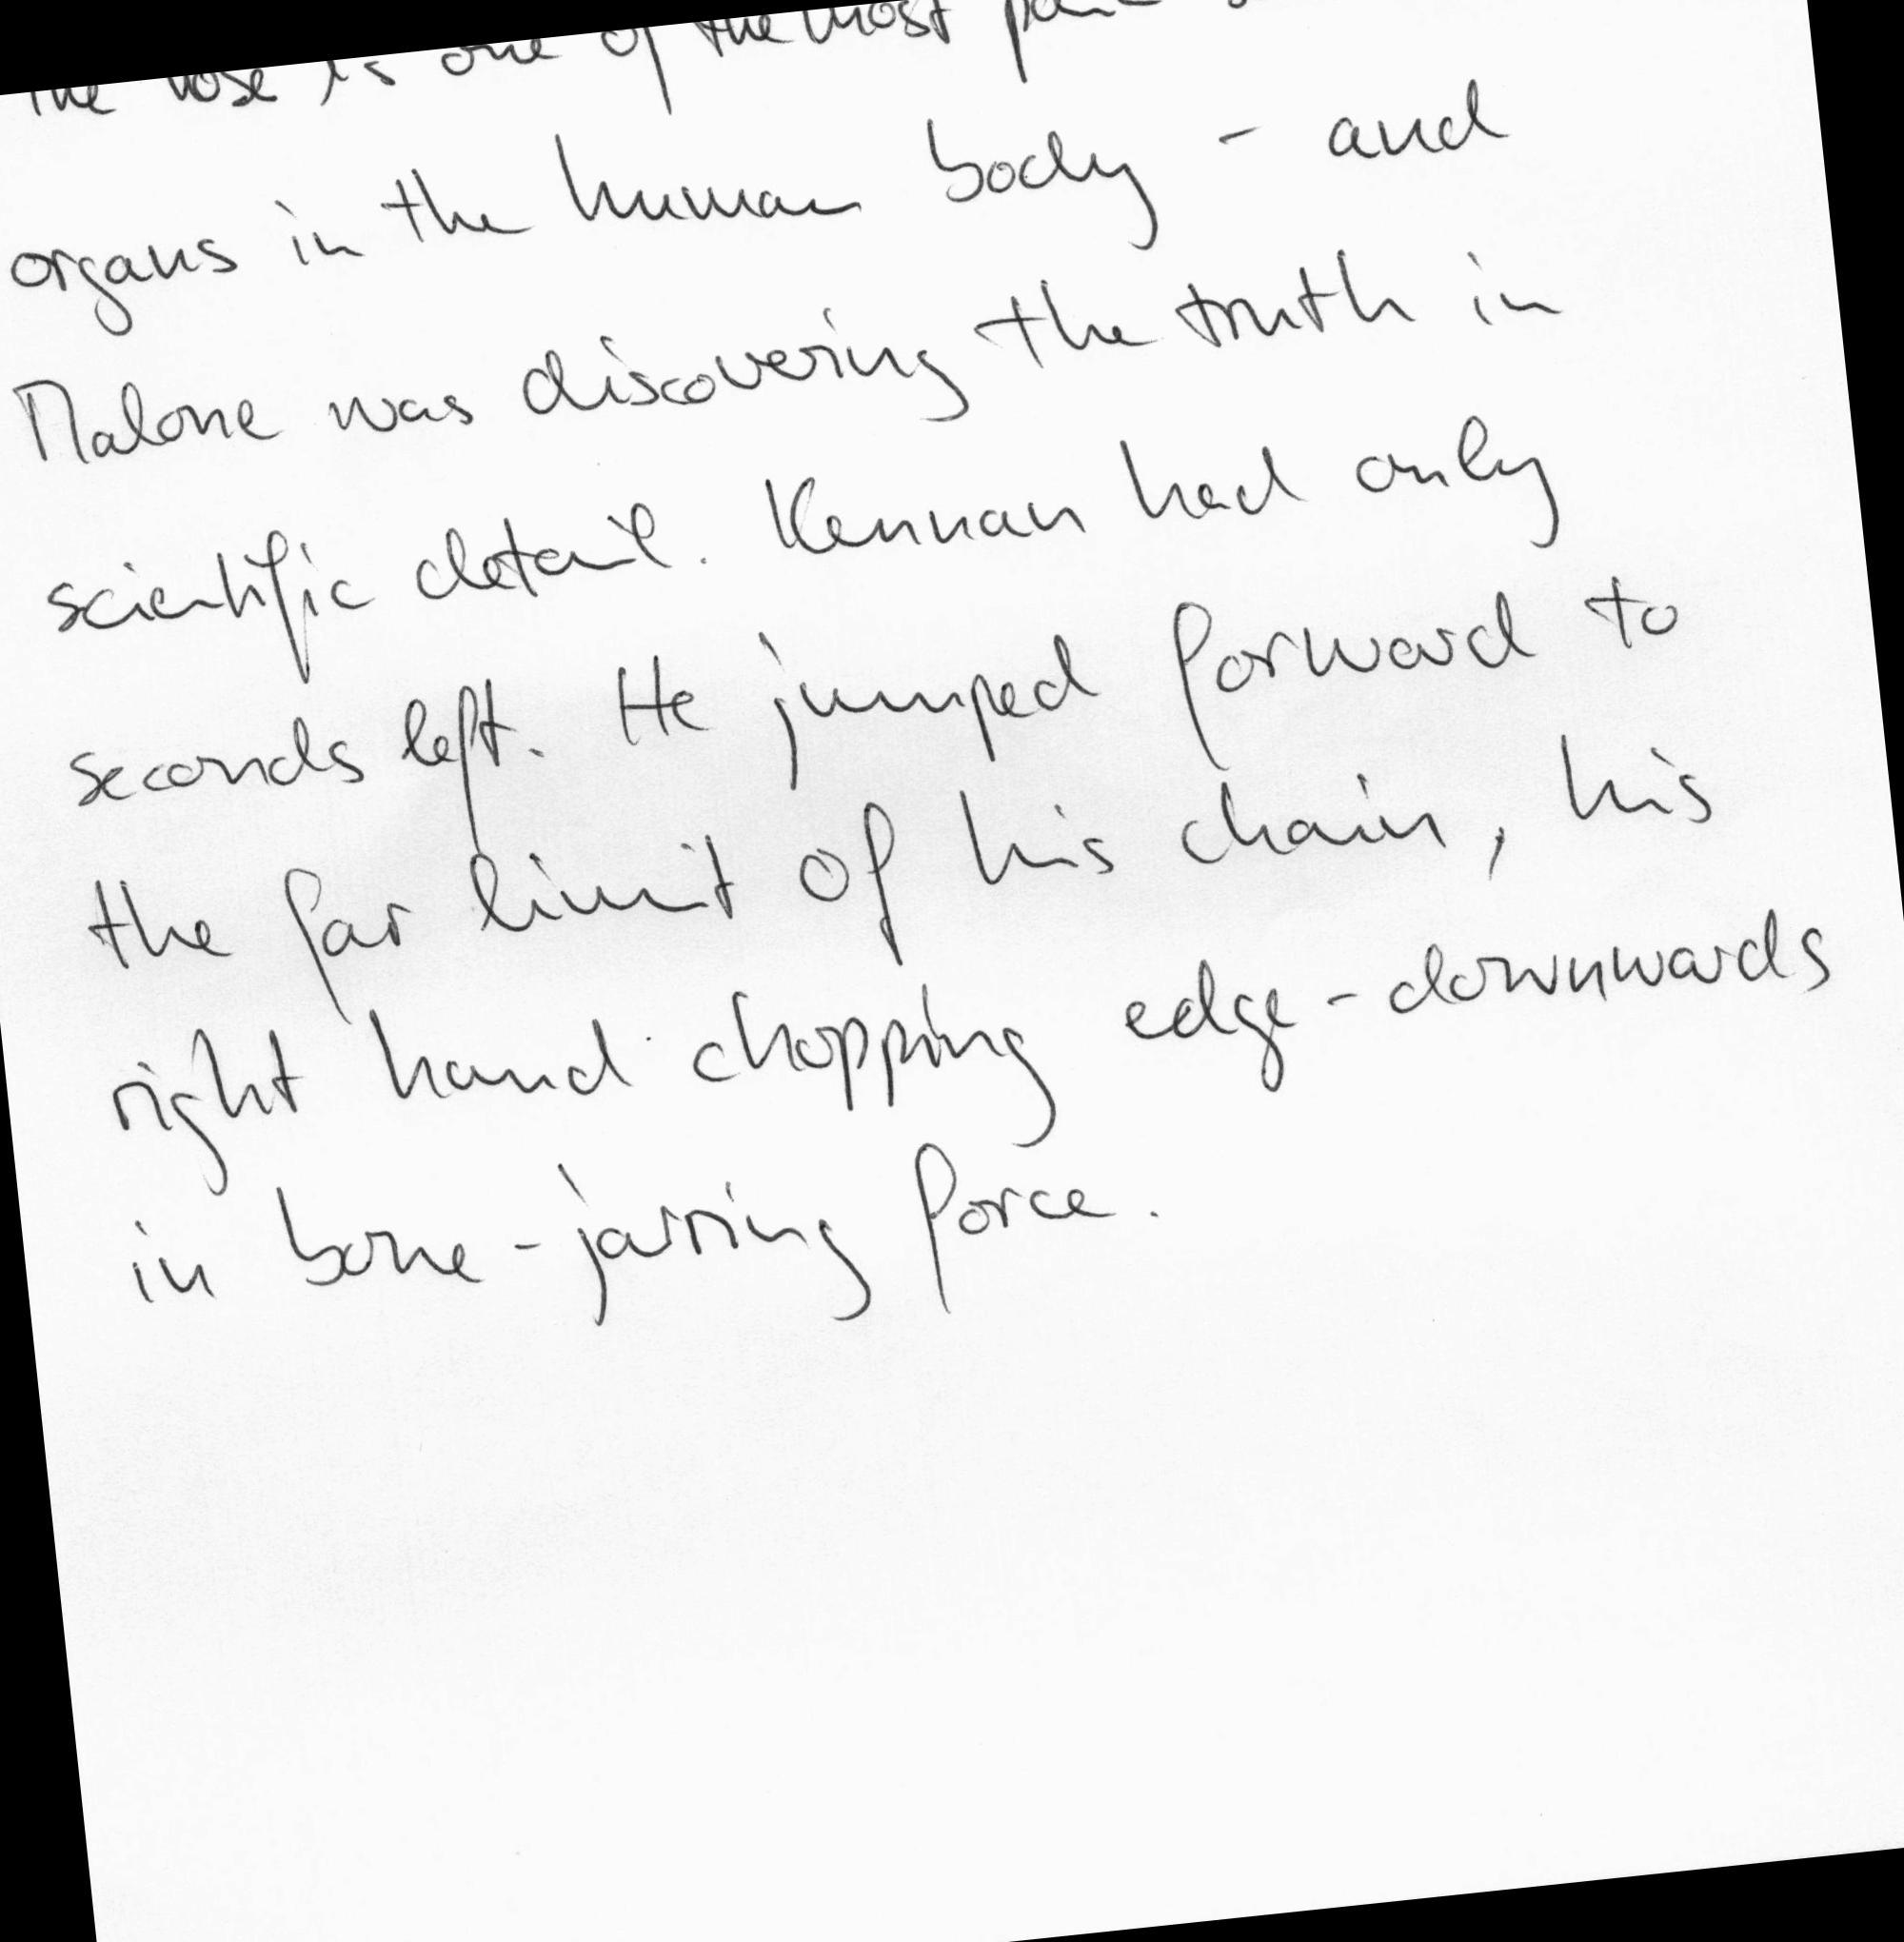 the nose is one of the most
organs in the human body - and
Malone was discovering the truth in
scientific detail. Kennan had only
seconds left. He jumped forward to
the far limit of his chain, his
right hand chopping edge-downwards
in bone-jarring force.